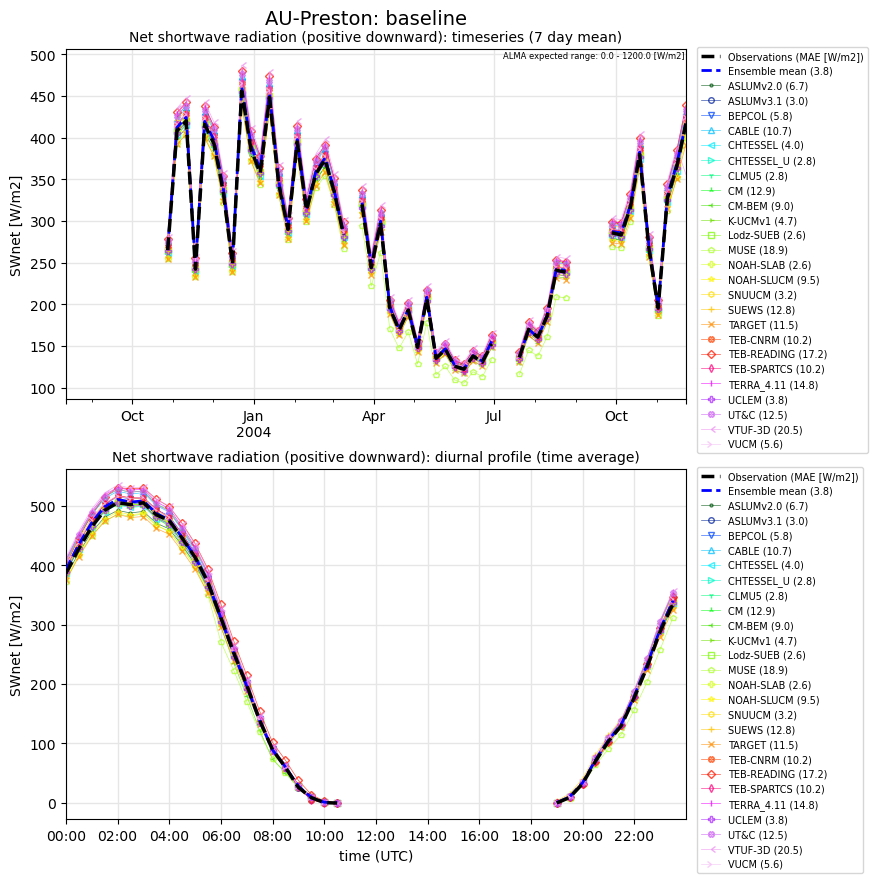 AU-Preston: baseline
Net shortwave radiation (positive downward): timeseries (7 day mean)
ALMA expected range: 0.0 - 1200.0 [W/m2]
SWnet [W/m2]
500
450
400
350
300
250
200
150
100
Oct
Jan
2004
Apr
Jul
Oct
Observations (MAE [W/m2])
Ensemble mean (3.8)
ASLUMv2.0 (6.7)
ASLUMv3.1 (3.0)
BEPCOL (5.8)
CABLE (10.7)
CHTESSEL (4.0)
CHTESSEL_U (2.8)
CLMU5 (2.8)
CM (12.9)
CM-BEM (9.0)
K-UCMv1 (4.7)
Lodz-SUEB (2.6)
MUSE (18.9)
NOAH-SLAB (2.6)
NOAH-SLUCM (9.5)
SNUUCM (3.2)
SUEWS (12.8)
TARGET (11.5)
TEB-CNRM (10.2)
TEB-READING (17.2)
TEB-SPARTCS (10.2)
TERRA_4.11 (14.8)
UCLEM (3.8)
UT&C (12.5)
VTUF-3D (20.5)
VUCM (5.6)
Net shortwave radiation (positive downward): diurnal profile (time average)
SWnet [W/m2]
500
400
300
200
100
0
00:00
02:00
04:00
06:00
08:00
10:00
12:00
14:00
16:00
18:00
20:00
22:00
time (UTC)
Observation (MAE [W/m2])
Ensemble mean (3.8)
ASLUMv2.0 (6.7)
ASLUMv3.1 (3.0)
BEPCOL (5.8)
CABLE (10.7)
CHTESSEL (4.0)
CHTESSEL_U (2.8)
CLMU5 (2.8)
CM (12.9)
CM-BEM (9.0)
K-UCMv1 (4.7)
Lodz-SUEB (2.6)
MUSE (18.9)
NOAH-SLAB (2.6)
NOAH-SLUCM (9.5)
SNUUCM (3.2)
SUEWS (12.8)
TARGET (11.5)
TEB-CNRM (10.2)
TEB-READING (17.2)
TEB-SPARTCS (10.2)
TERRA_4.11 (14.8)
UCLEM (3.8)
UT&C (12.5)
VTUF-3D (20.5)
VUCM (5.6)